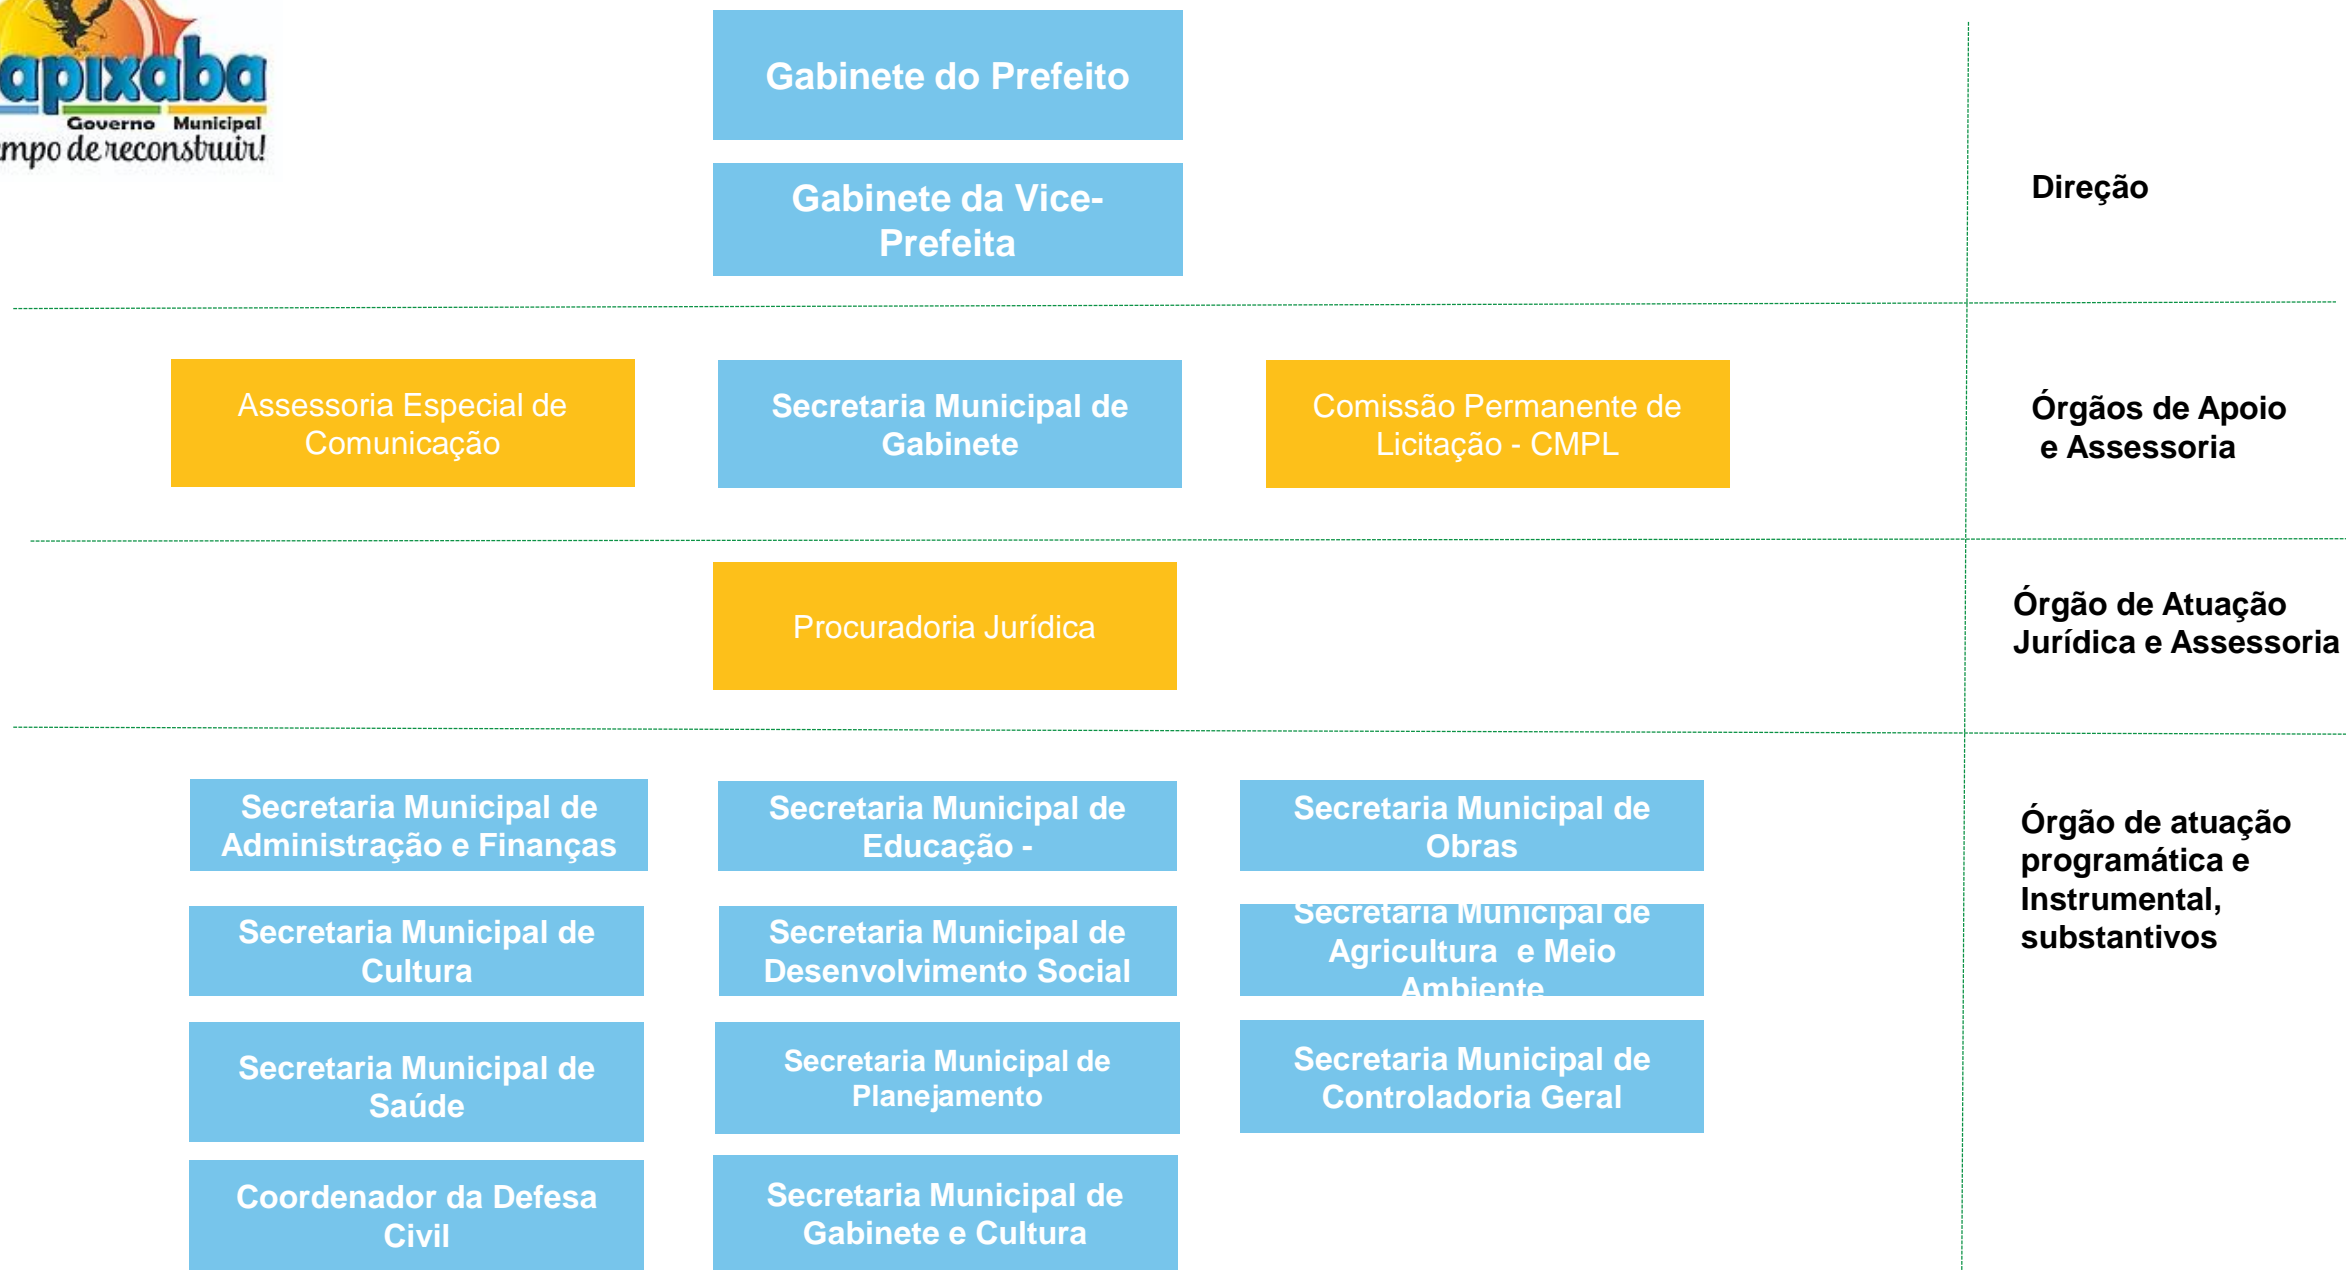 apixaba
Governo Municipal
mpo de reconstruir!
Gabinete do Prefeito
Gabinete da Vice-
Prefeita
Direção
Assessoria Especial de
Comunicação
Secretaria Municipal de
Gabinete
Comissão Permanente de
Licitação - CMPL
Órgãos de Apoio
e Assessoria
Procuradoria Jurídica
Órgão de Atuação
Jurídica e Assessoria
Secretaria Municipal de
Administração e Finanças
Secretaria Municipal de
Educação -
Secretaria Municipal de
Obras
Órgão de atuação
programática e
Instrumental,
substantivos
Secretaria Municipal de
Cultura
Secretaria Municipal de
Desenvolvimento Social
Secretaria Municipal de
Agricultura e Meio
Ambiente
Secretaria Municipal de
Saúde
Secretaria Municipal de
Planejamento
Secretaria Municipal de
Controladoria Geral
Coordenador da Defesa
Civil
Secretaria Municipal de
Gabinete e Cultura